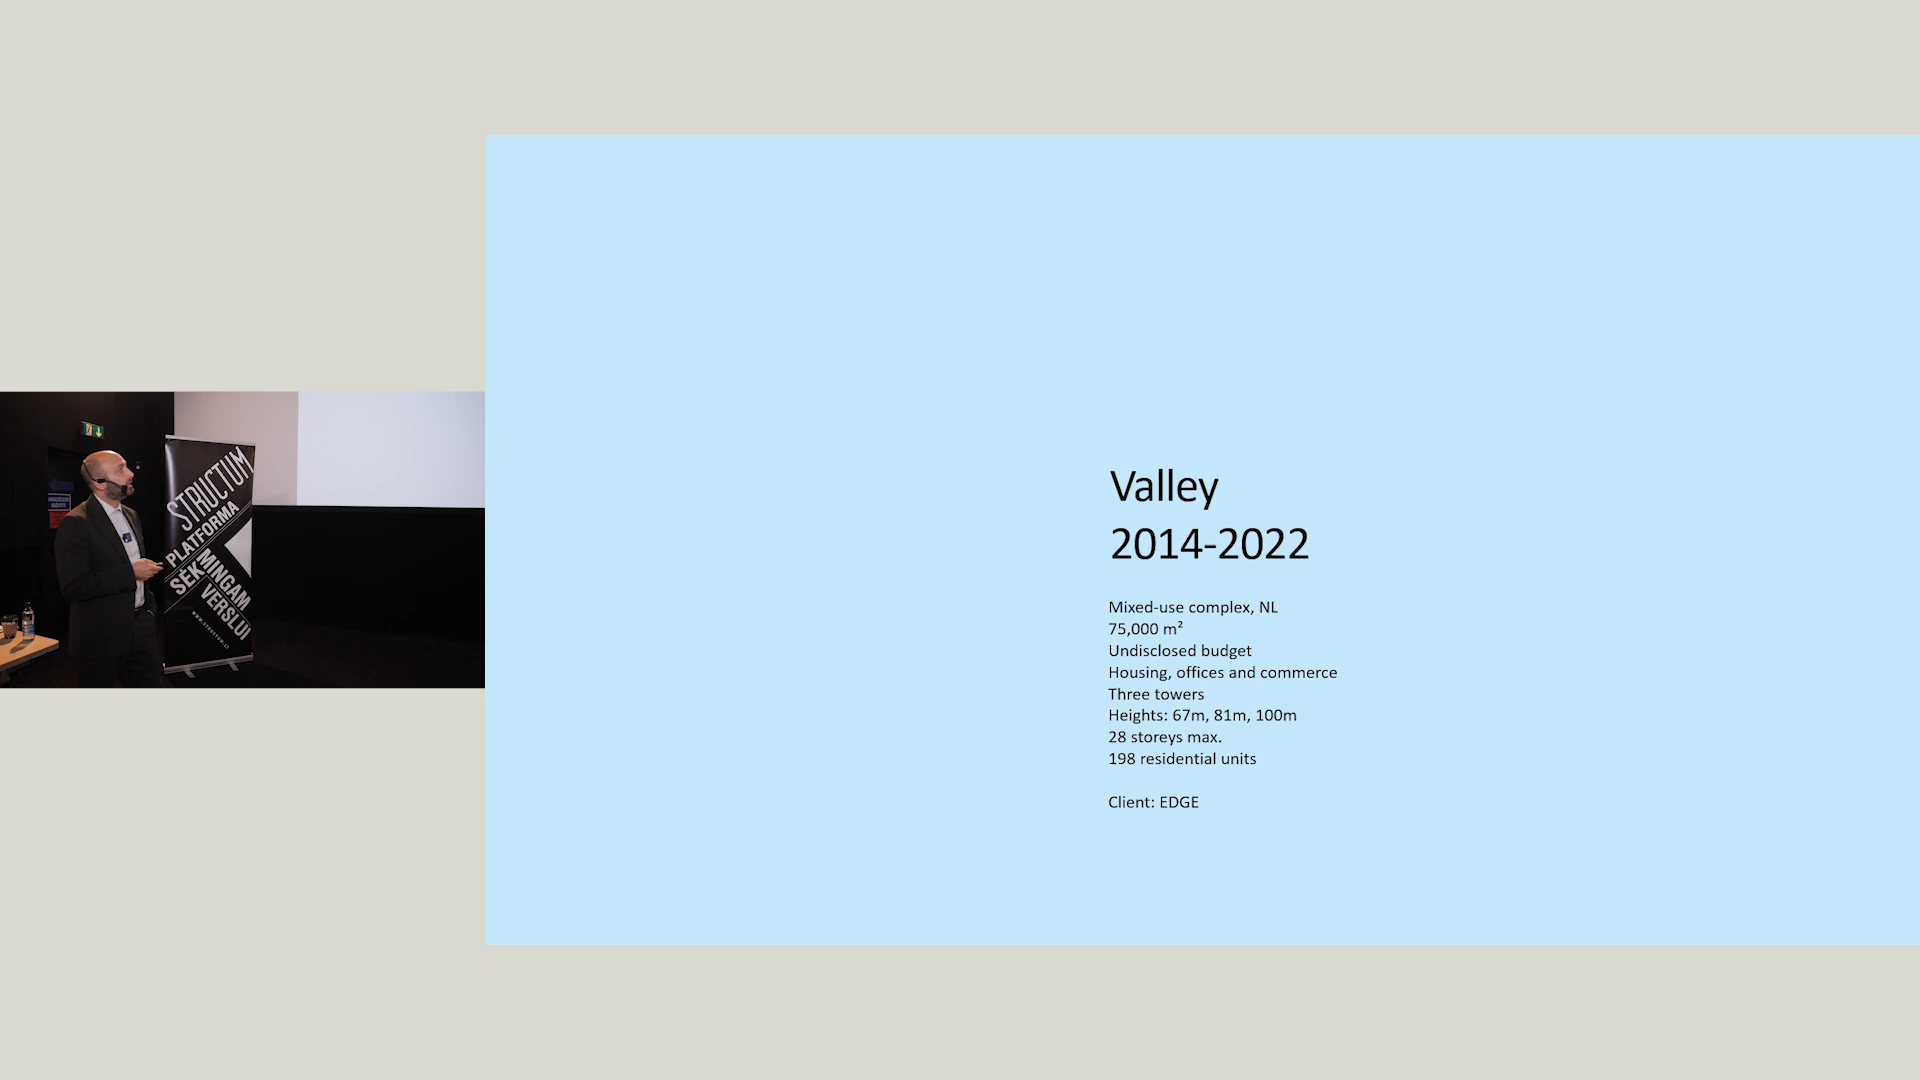 STRUCTUM
PLATFORMA
SĖKMINGAM
VERSLUI
Valley
2014-2022
Mixed-use complex, NL
75,000 m²
Undisclosed budget
Housing, offices and commerce
Three towers
Heights: 67m, 81m, 100m
28 storeys max.
198 residential units
Client: EDGE